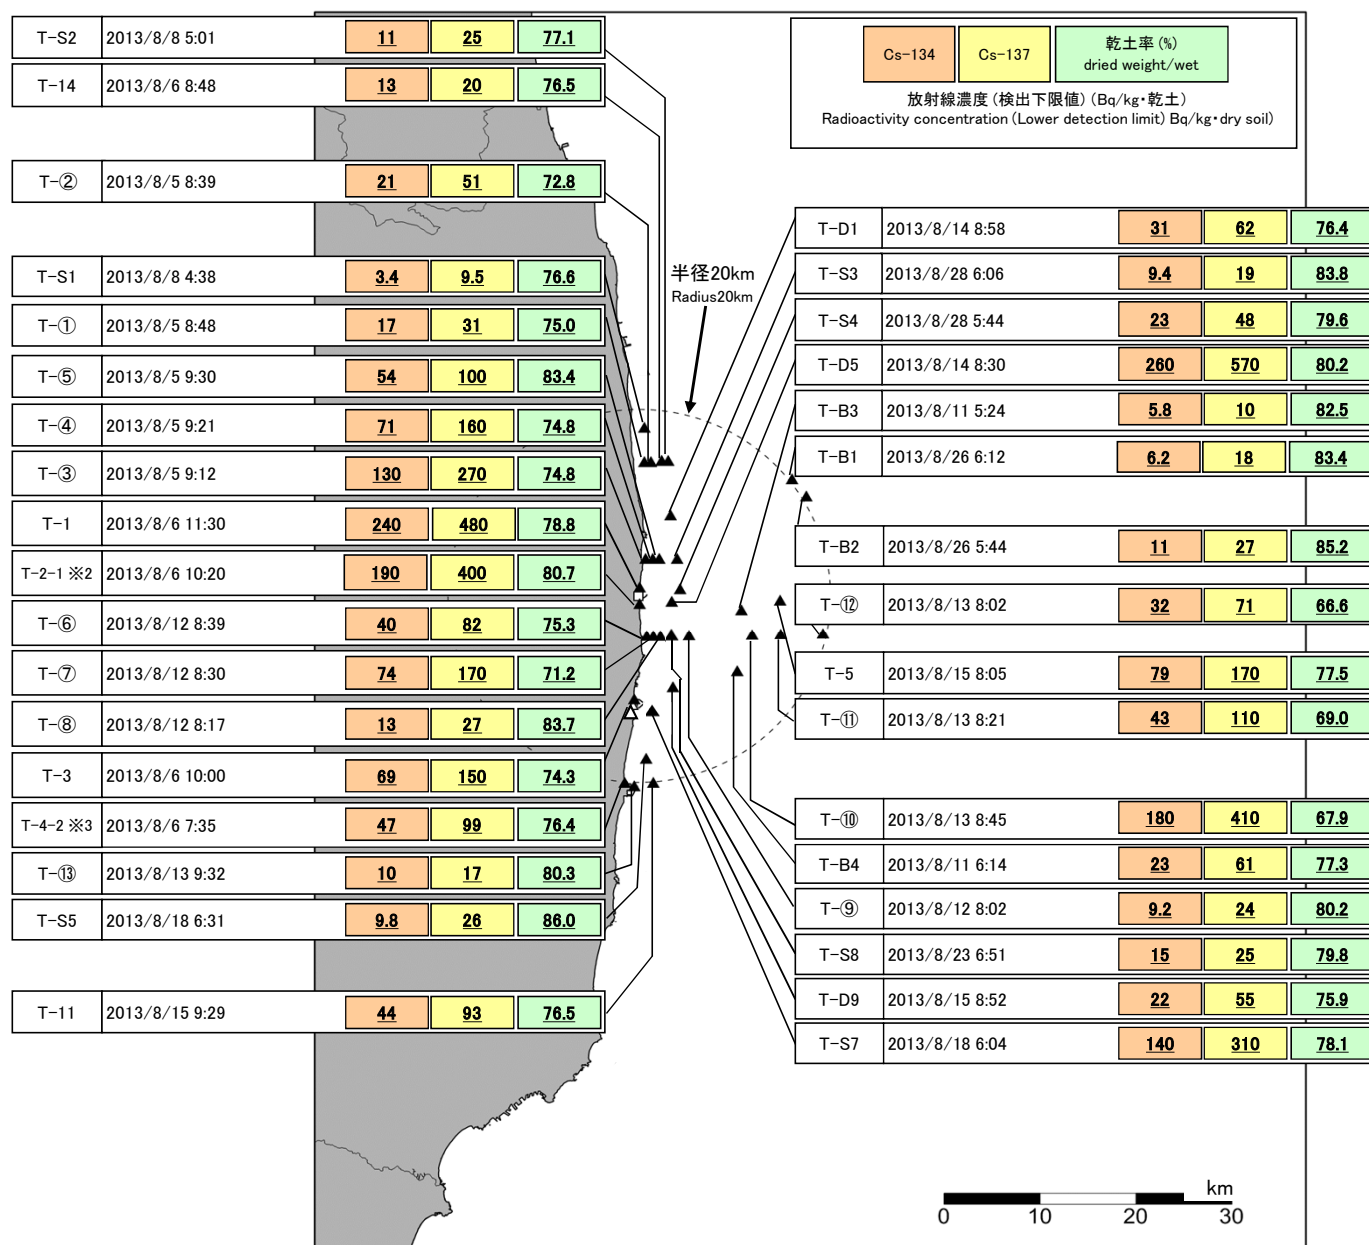 T-S2 2013/8/8 5:01 11 25 77.1
T-14 2013/8/6 8:48 13 20 76.5
T-② 2013/8/5 8:39 21 51 72.8
T-S1 2013/8/8 4:38 3.4 9.5 76.6
T-① 2013/8/5 8:48 17 31 75.0
T-⑤ 2013/8/5 9:30 54 100 83.4
T-④ 2013/8/5 9:21 71 160 74.8
T-③ 2013/8/5 9:12 130 270 74.8
T-1 2013/8/6 11:30 240 480 78.8
T-2-1 ※2 2013/8/6 10:20 190 400 80.7
T-⑥ 2013/8/12 8:39 40 82 75.3
T-⑦ 2013/8/12 8:30 74 170 71.2
T-⑧ 2013/8/12 8:17 13 27 83.7
T-3 2013/8/6 10:00 69 150 74.3
T-4-2 ※3 2013/8/6 7:35 47 99 76.4
T-⑬ 2013/8/13 9:32 10 17 80.3
T-S5 2013/8/18 6:31 9.8 26 86.0
T-11 2013/8/15 9:29 44 93 76.5
半径20km
Radius20km
Cs-134 Cs-137 乾土率(%)
dried weight/wet
放射線濃度(検出下限値)(Bq/kg・乾土)
Radioactivity concentration(Lower detection limit) Bq/kg・dry soil)
T-D1 2013/8/14 8:58 31 62 76.4
T-S3 2013/8/28 6:06 9.4 19 83.8
T-S4 2013/8/28 5:44 23 48 79.6
T-D5 2013/8/14 8:30 260 570 80.2
T-B3 2013/8/11 5:24 5.8 10 82.5
T-B1 2013/8/26 6:12 6.2 18 83.4
T-B2 2013/8/26 5:44 11 27 85.2
T-⑫ 2013/8/13 8:02 32 71 66.6
T-5 2013/8/15 8:05 79 170 77.5
T-⑪ 2013/8/13 8:21 43 110 69.0
T-⑩ 2013/8/13 8:45 180 410 67.9
T-B4 2013/8/11 6:14 23 61 77.3
T-⑨ 2013/8/12 8:02 9.2 24 80.2
T-S8 2013/8/23 6:51 15 25 79.8
T-D9 2013/8/15 8:52 22 55 75.9
T-S7 2013/8/18 6:04 140 310 78.1
km
0 10 20 30